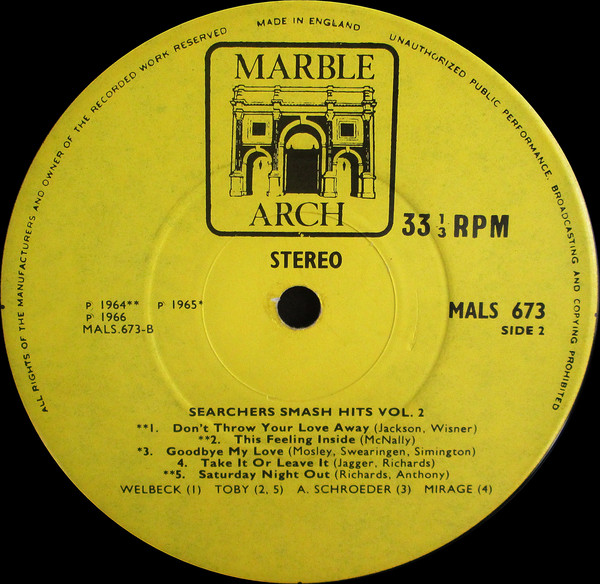 ALL RIGHTS OF THE MANUFACTURERS AND OWNER OF THE RECORDED WORK RESERVED
MADE IN ENGLAND
UNAUTHORIZED PUBLIC PERFORMANCE, BROADCASTING AND COPYING PROHIBITED
MARBLE
ARCH
33 1/3 RPM
STEREO
℗ 1964** ℗ 1965*
℗ 1966
MALS.673-B
MALS 673
SIDE 2
SEARCHERS SMASH HITS VOL. 2
**1. Don't Throw Your Love Away (Jackson, Wisner)
**2. This Feeling Inside (McNally)
*3. Goodbye My Love (Mosley, Swearingen, Simington)
4. Take It Or Leave It (Jagger, Richards)
**5. Saturday Night Out (Richards, Anthony)
WELBECK (1) TOBY (2, 5) A. SCHROEDER (3) MIRAGE (4)